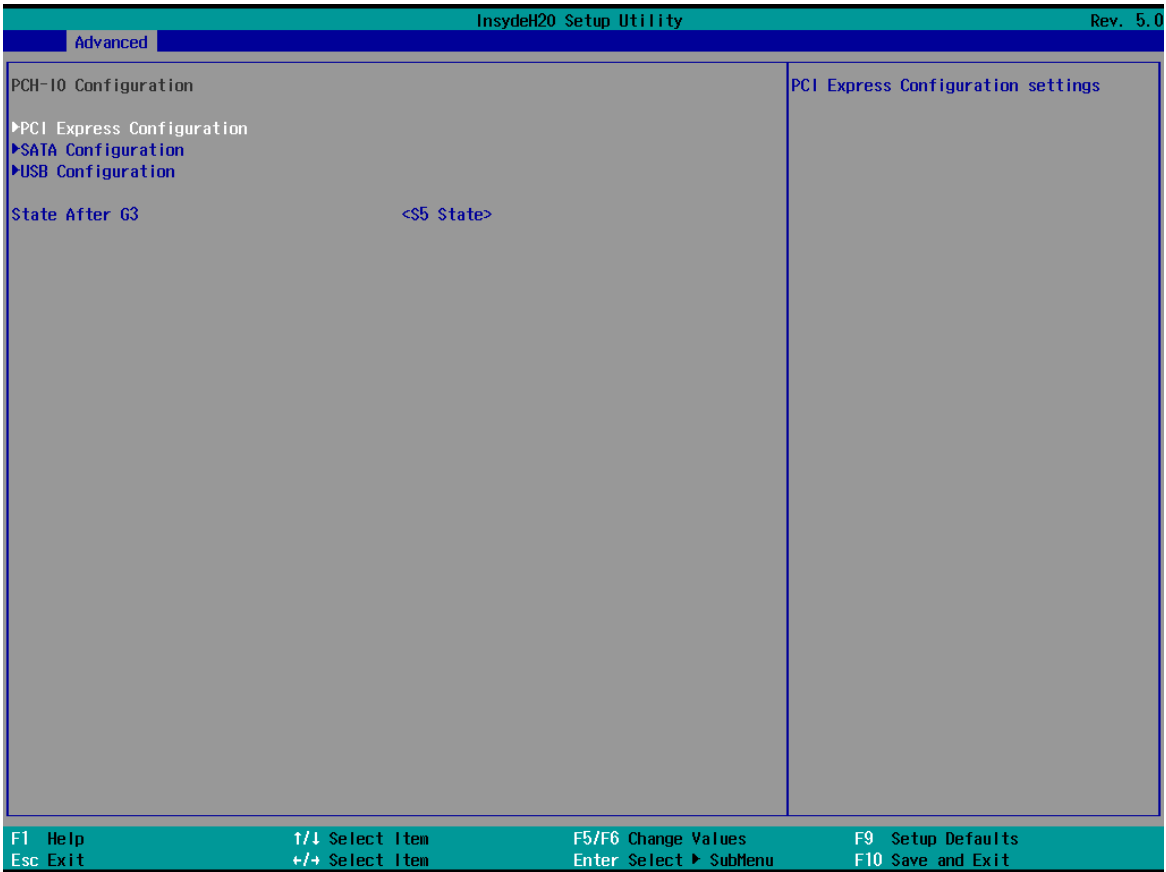 InsydeH20 Setup Utility Rev. 5.0
Advanced
PCH-IO Configuration
PCI Express Configuration settings
▶PCI Express Configuration
▶SATA Configuration
▶USB Configuration
State After G3 <S5 State>
F1 Help ↑/↓ Select Item F5/F6 Change Values F9 Setup Defaults
Esc Exit ←/→ Select Item Enter Select ▶ SubMenu F10 Save and Exit